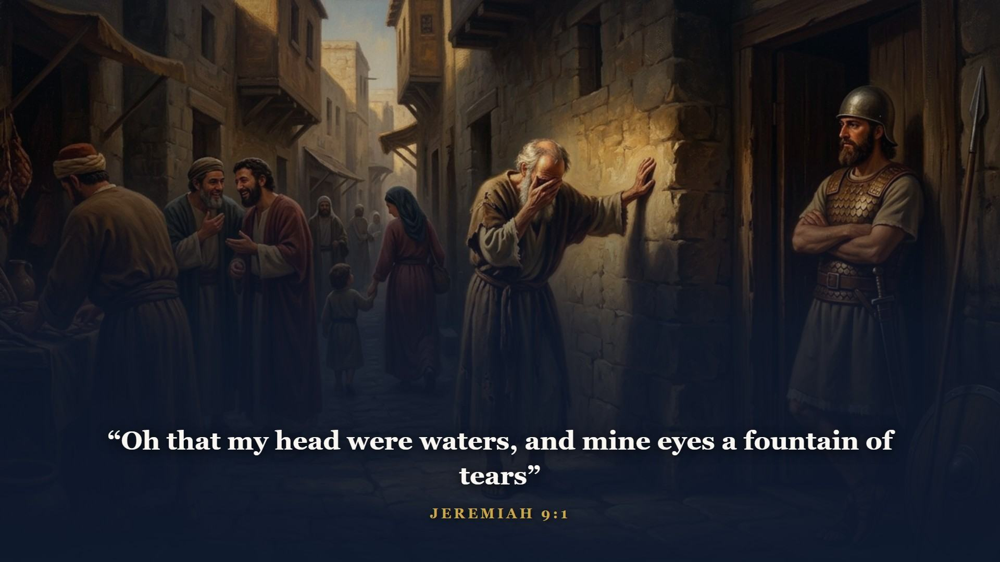 “Oh that my head were waters, and mine eyes a fountain of
tears”
JEREMIAH 9:1